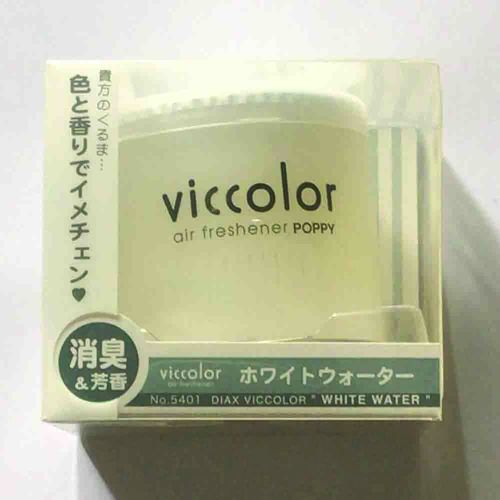 貴方のくるま…
色と香りでイメチェン♥
viccolor
air freshener POPPY
消臭
&芳香
viccolor
air freshener
ホワイトウォーター
No.5401 DIAX VICCOLOR " WHITE WATER "